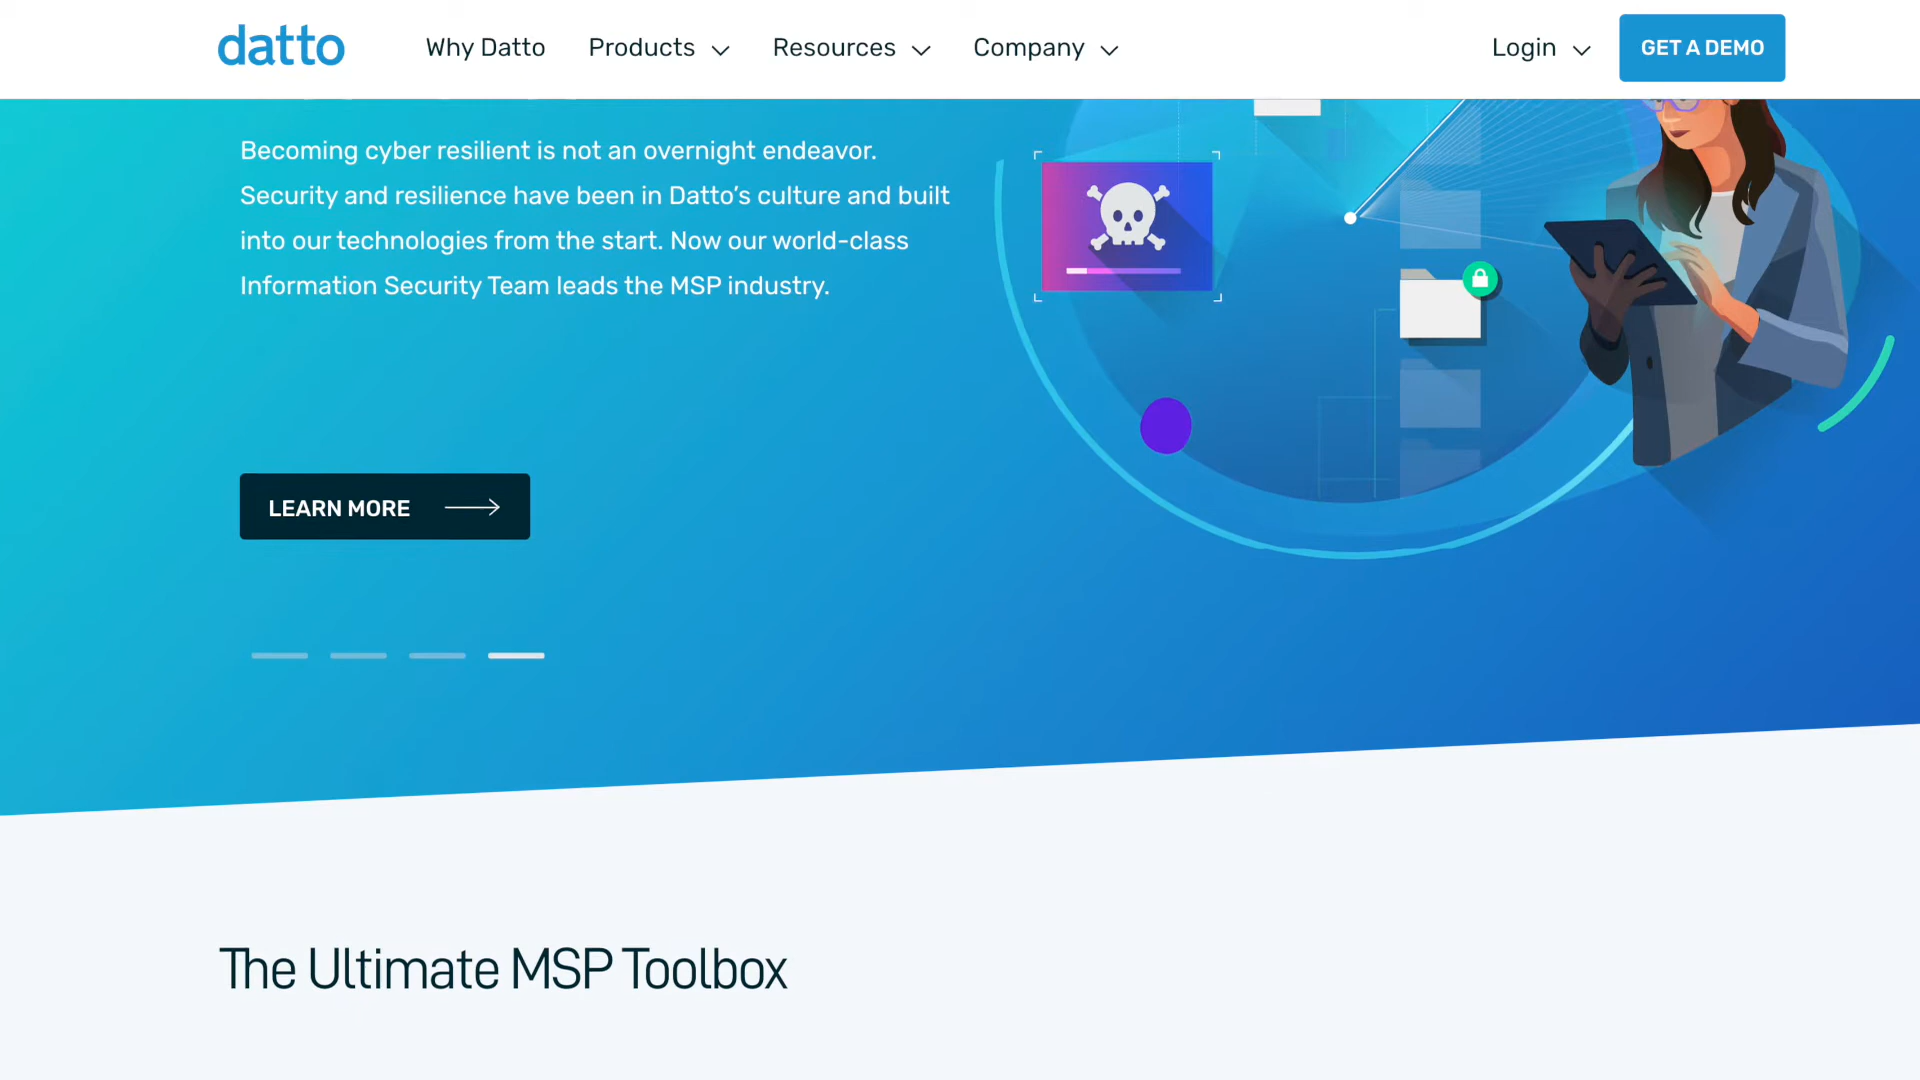 datto
Why Datto
Products
Resources
Company
Login
GET A DEMO
Becoming cyber resilient is not an overnight endeavor.
Security and resilience have been in Datto’s culture and built
into our technologies from the start. Now our world-class
Information Security Team leads the MSP industry.
LEARN MORE
The Ultimate MSP Toolbox